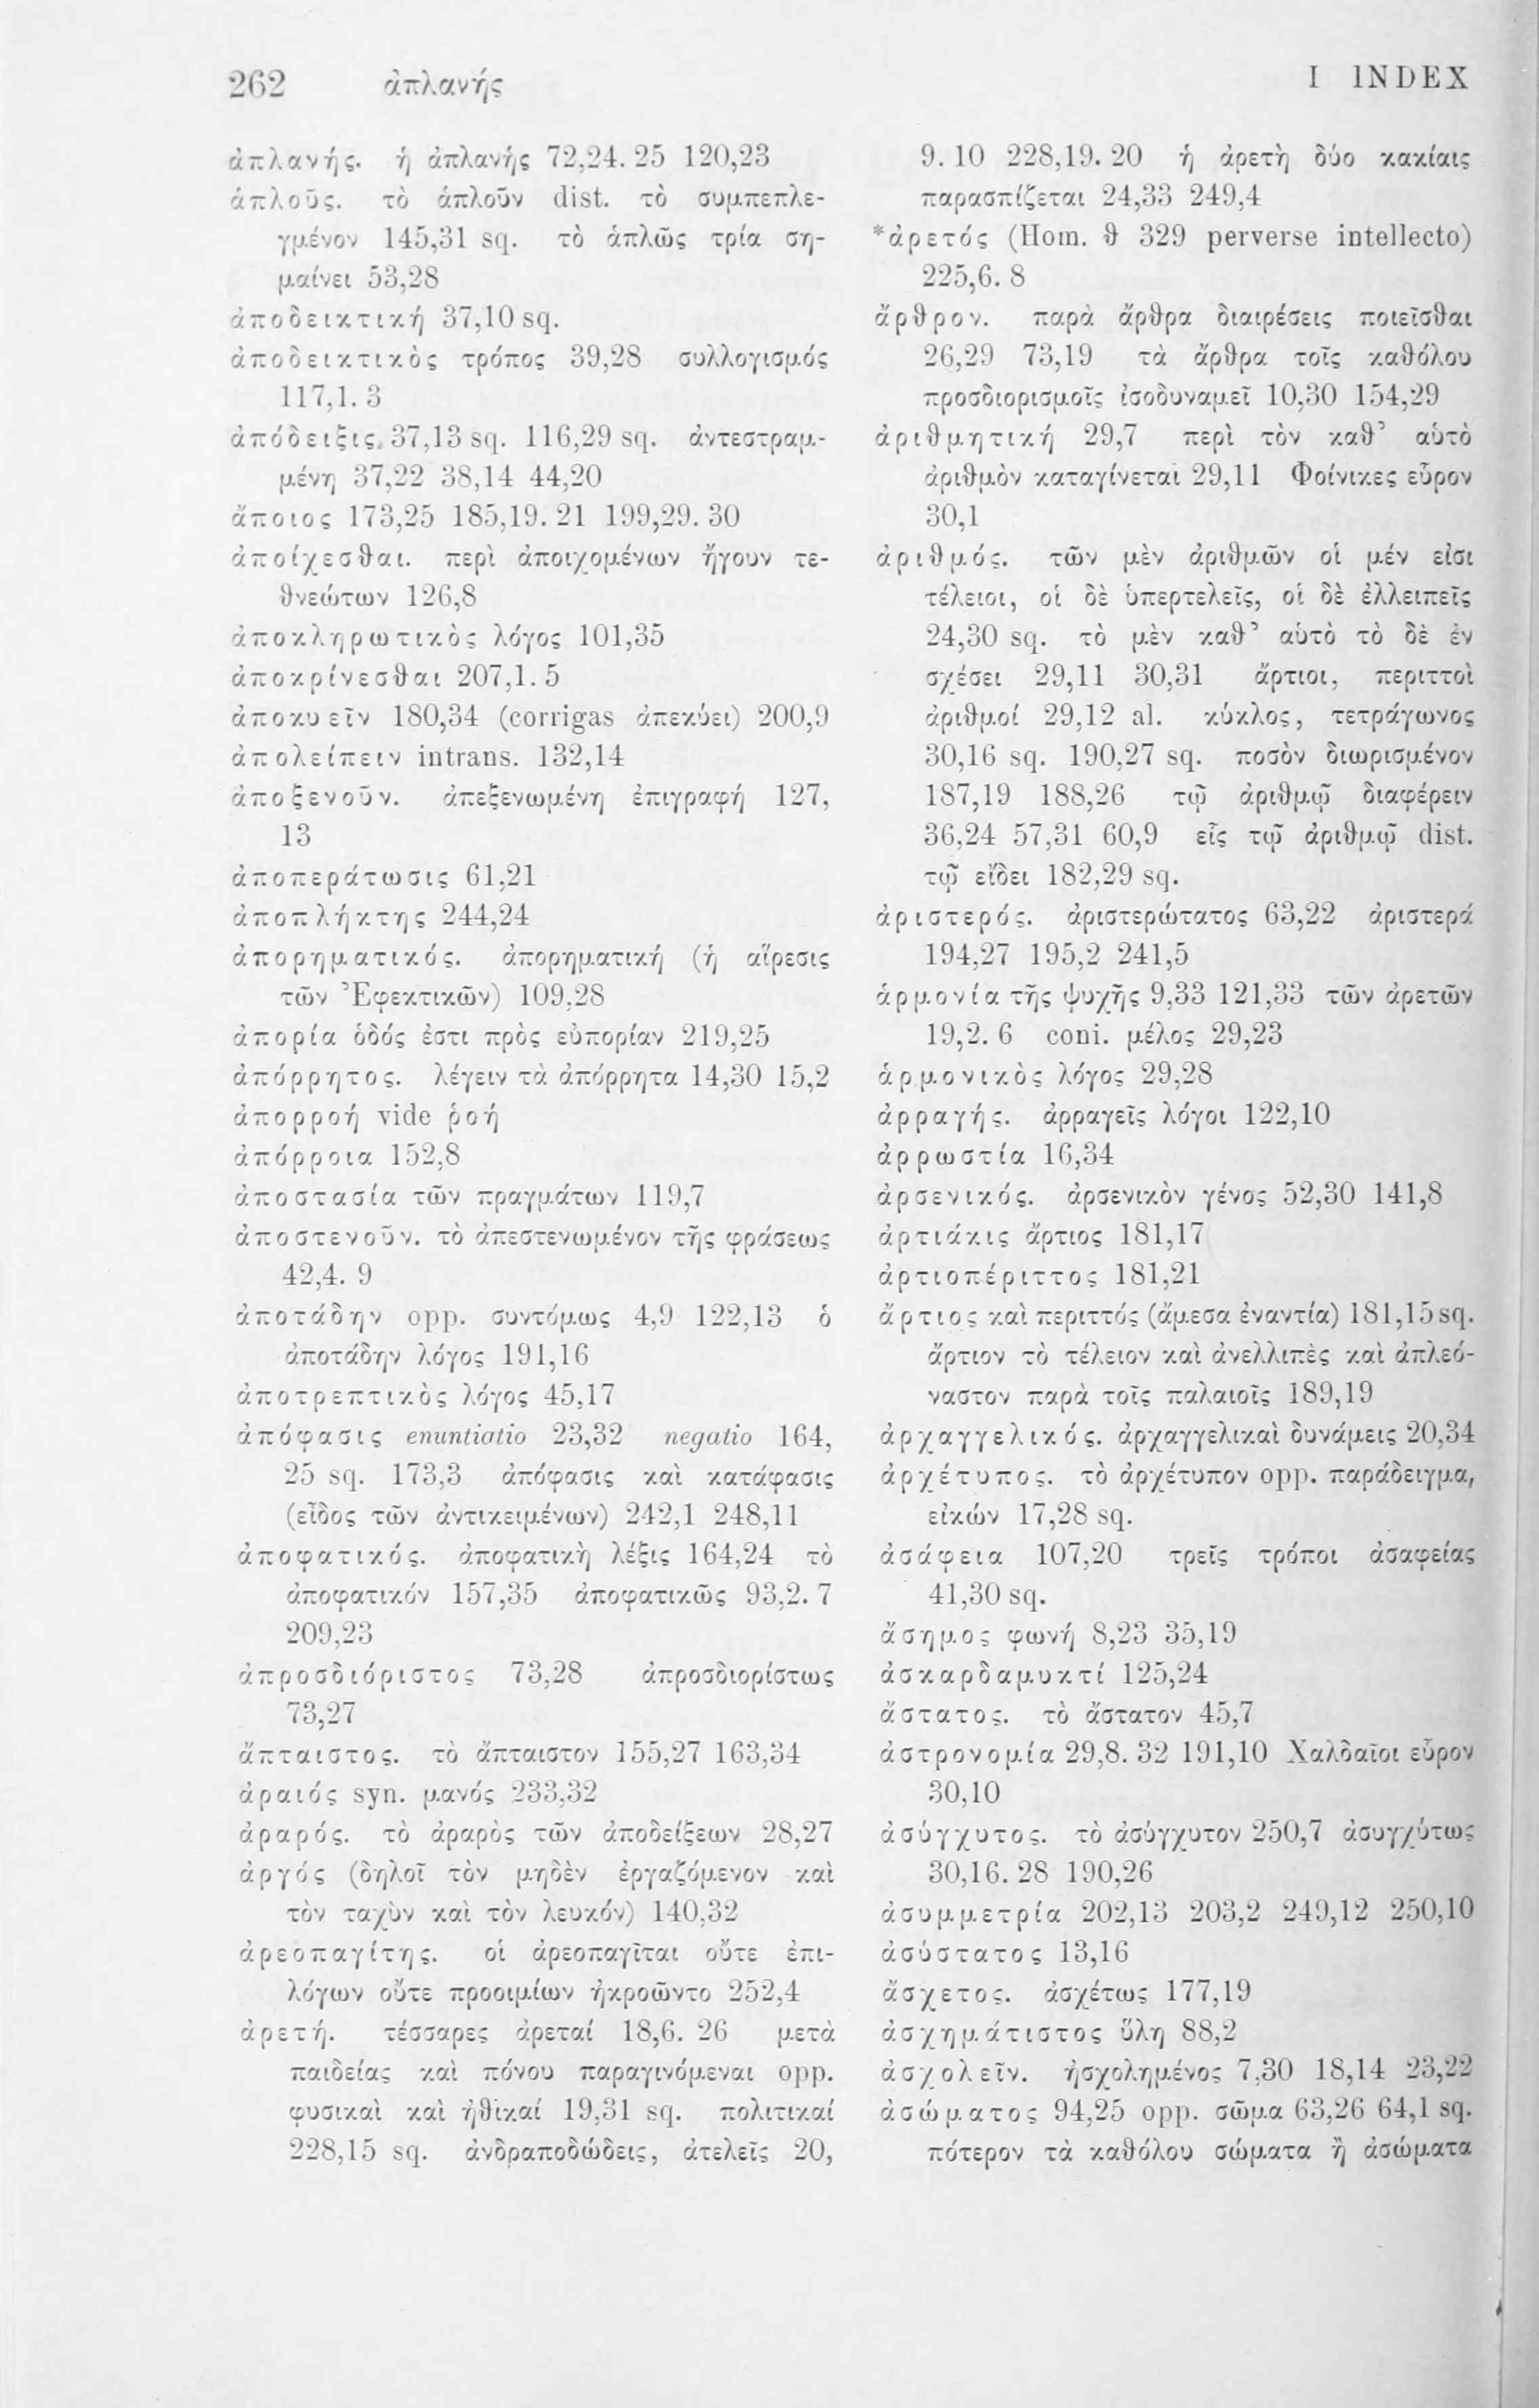 262 ἀπλανής I INDEX
ἀπλανής. ἡ ἀπλανὴς 72,24. 25 120,23
ἁπλοῦς. τὸ ἁπλοῦν dist. τὸ συμπεπλε-
γμένον 145,31 sq. τὸ ἁπλῶς τρία ση-
μαίνει 53,28
ἀποδεικτική 37,10 sq.
ἀποδεικτικὸς τρόπος 39,28 συλλογισμός
117,1. 3
ἀπόδειξις 37,13 sq. 116,29 sq. ἀντεστραμ-
μένη 37,22 38,14 44,20
ἄποιος 173,25 185,19. 21 199,29. 30
ἀποίχεσθαι. περὶ ἀποιχομένων ἤγουν τε-
θνεώτων 126,8
ἀποκληρωτικὸς λόγος 101,35
ἀποκρίνεσθαι 207,1. 5
ἀποκυεῖν 180,34 (corrigas ἀπεκύει) 200,9
ἀπολείπειν intrans. 132,14
ἀποξενοῦν. ἀπεξενωμένη ἐπιγραφή 127,
13
ἀποπεράτωσις 61,21
ἀποπλήκτης 244,24
ἀπορηματικός. ἀπορηματική (ἡ αἵρεσις
τῶν Ἐφεκτικῶν) 109,28
ἀπορία ὁδός ἐστι πρὸς εὐπορίαν 219,25
ἀπόρρητος. λέγειν τὰ ἀπόρρητα 14,30 15,2
ἀπορροή vide ῥοή
ἀπόρροια 152,8
ἀποστασία τῶν πραγμάτων 119,7
ἀποστενοῦν. τὸ ἀπεστενωμένον τῆς φράσεως
42,4. 9
ἀποτάδην opp. συντόμως 4,9 122,13 ὁ
ἀποτάδην λόγος 191,16
ἀποτρεπτικὸς λόγος 45,17
ἀπόφασις enuntiatio 23,32 negatio 164,
25 sq. 173,3 ἀπόφασις καὶ κατάφασις
(εἶδος τῶν ἀντικειμένων) 242,1 248,11
ἀποφατικός. ἀποφατικὴ λέξις 164,24 τὸ
ἀποφατικόν 157,35 ἀποφατικῶς 93,2. 7
209,23
ἀπροσδιόριστος 73,28 ἀπροσδιορίστως
73,27
ἄπταιστος. τὸ ἄπταιστον 155,27 163,34
ἀραιός syn. μανός 233,32
ἀραρός. τὸ ἀραρὸς τῶν ἀποδείξεων 28,27
ἀργός (δηλοῖ τὸν μηδὲν ἐργαζόμενον καὶ
τὸν ταχὺν καὶ τὸν λευκόν) 140,32
ἀρεοπαγίτης. οἱ ἀρεοπαγῖται οὔτε ἐπι-
λόγων οὔτε προοιμίων ἠκροῶντο 252,4
ἀρετή. τέσσαρες ἀρεταί 18,6. 26 μετὰ
παιδείας καὶ πόνου παραγινόμεναι opp.
φυσικαὶ καὶ ἠθικαί 19,31 sq. πολιτικαί
228,15 sq. ἀνδραποδώδεις, ἀτελεῖς 20,
9. 10 228,19. 20 ἡ ἀρετὴ δύο κακίαις
παρασπίζεται 24,33 249,4
*ἀρετός (Hom. θ 329 perverse intellecto)
225,6. 8
ἄρθρον. παρὰ ἄρθρα διαιρέσεις ποιεῖσθαι
26,29 73,19 τὰ ἄρθρα τοῖς καθόλου
προσδιορισμοῖς ἰσοδυναμεῖ 10,30 154,29
ἀριθμητική 29,7 περὶ τὸν καθ᾽ αὑτὸ
ἀριθμὸν καταγίνεται 29,11 Φοίνικες εὗρον
30,1
ἀριθμός. τῶν μὲν ἀριθμῶν οἱ μέν εἰσι
τέλειοι, οἱ δὲ ὑπερτελεῖς, οἱ δὲ ἐλλειπεῖς
24,30 sq. τὸ μὲν καθ᾽ αὑτὸ τὸ δὲ ἐν
σχέσει 29,11 30,31 ἄρτιοι, περιττοὶ
ἀριθμοί 29,12 al. κύκλος, τετράγωνος
30,16 sq. 190,27 sq. ποσὸν διωρισμένον
187,19 188,26 τῷ ἀριθμῷ διαφέρειν
36,24 57,31 60,9 εἷς τῷ ἀριθμῷ dist.
τῷ εἴδει 182,29 sq.
ἀριστερός. ἀριστερώτατος 63,22 ἀριστερά
194,27 195,2 241,5
ἁρμονία τῆς ψυχῆς 9,33 121,33 τῶν ἀρετῶν
19,2. 6 coni. μέλος 29,23
ἁρμονικὸς λόγος 29,28
ἀρραγής. ἀρραγεῖς λόγοι 122,10
ἀρρωστία 16,34
ἀρσενικός. ἀρσενικὸν γένος 52,30 141,8
ἀρτιάκις ἄρτιος 181,17
ἀρτιοπέριττος 181,21
ἄρτιος καὶ περιττός (ἄμεσα ἐναντία) 181,15 sq.
ἄρτιον τὸ τέλειον καὶ ἀνελλιπὲς καὶ ἀπλεό-
ναστον παρὰ τοῖς παλαιοῖς 189,19
ἀρχαγγελικός. ἀρχαγγελικαὶ δυνάμεις 20,34
ἀρχέτυπος. τὸ ἀρχέτυπον opp. παράδειγμα,
εἰκών 17,28 sq.
ἀσάφεια 107,20 τρεῖς τρόποι ἀσαφείας
41,30 sq.
ἄσημος φωνή 8,23 35,19
ἀσκαρδαμυκτί 125,24
ἄστατος. τὸ ἄστατον 45,7
ἀστρονομία 29,8. 32 191,10 Χαλδαῖοι εὗρον
30,10
ἀσύγχυτος. τὸ ἀσύγχυτον 250,7 ἀσυγχύτως
30,16. 28 190,26
ἀσυμμετρία 202,13 203,2 249,12 250,10
ἀσύστατος 13,16
ἄσχετος. ἀσχέτως 177,19
ἀσχημάτιστος ὕλη 88,2
ἀσχολεῖν. ἠσχολημένος 7,30 18,14 23,22
ἀσώματος 94,25 opp. σῶμα 63,26 64,1 sq.
πότερον τὰ καθόλου σώματα ἢ ἀσώματα